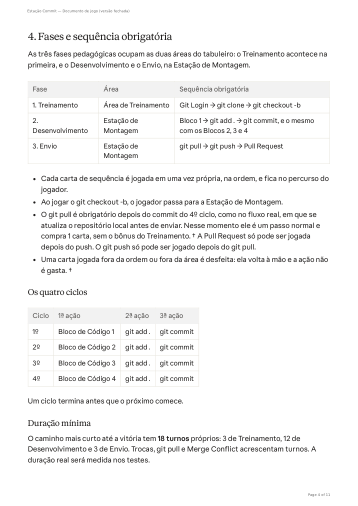 Estação Commit — Documento de jogo (versão fechada)
4. Fases e sequência obrigatória
As três fases pedagógicas ocupam as duas áreas do tabuleiro: o Treinamento acontece na
primeira, e o Desenvolvimento e o Envio, na Estação de Montagem.
Fase Área Sequência obrigatória
1. Treinamento Área de Treinamento Git Login → git clone → git checkout -b
2. Desenvolvimento Estação de Montagem Bloco 1 → git add . → git commit, e o mesmo com os Blocos 2, 3 e 4
3. Envio Estação de Montagem git pull → git push → Pull Request
• Cada carta de sequência é jogada em uma vez própria, na ordem, e fica no percurso do
jogador.
• Ao jogar o git checkout -b, o jogador passa para a Estação de Montagem.
• O git pull é obrigatório depois do commit do 4º ciclo, como no fluxo real, em que se
atualiza o repositório local antes de enviar. Nesse momento ele é um passo normal e
compra 1 carta, sem o bônus do Treinamento. † A Pull Request só pode ser jogada
depois do push. O git push só pode ser jogado depois do git pull.
• Uma carta jogada fora da ordem ou fora da área é desfeita: ela volta à mão e a ação não
é gasta. †
Os quatro ciclos
Ciclo 1ª ação 2ª ação 3ª ação
1º Bloco de Código 1 git add . git commit
2º Bloco de Código 2 git add . git commit
3º Bloco de Código 3 git add . git commit
4º Bloco de Código 4 git add . git commit
Um ciclo termina antes que o próximo comece.
Duração mínima
O caminho mais curto até a vitória tem 18 turnos próprios: 3 de Treinamento, 12 de
Desenvolvimento e 3 de Envio. Trocas, git pull e Merge Conflict acrescentam turnos. A
duração real será medida nos testes.
Page 4 of 11